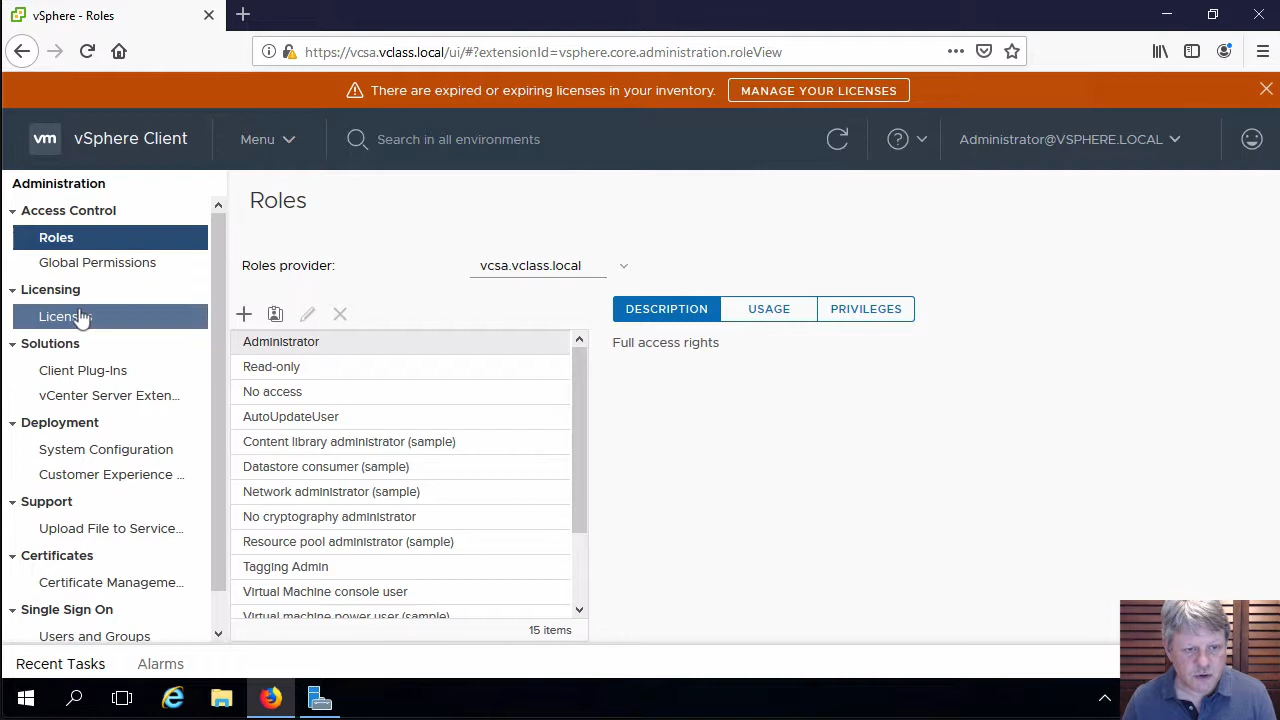 vSphere - Roles
https://vcsa.vclass.local/ui/#?extensionId=vsphere.core.administration.roleView
There are expired or expiring licenses in your inventory.
MANAGE YOUR LICENSES
vm
vSphere Client
Menu
Search in all environments
Administrator@VSPHERE.LOCAL
Administration
Access Control
Roles
Global Permissions
Licensing
Licenses
Solutions
Client Plug-Ins
vCenter Server Exten...
Deployment
System Configuration
Customer Experience ...
Support
Upload File to Service...
Certificates
Certificate Manageme...
Single Sign On
Users and Groups
Roles
Roles provider:
vcsa.vclass.local
Administrator
Read-only
No access
AutoUpdateUser
Content library administrator (sample)
Datastore consumer (sample)
Network administrator (sample)
No cryptography administrator
Resource pool administrator (sample)
Tagging Admin
Virtual Machine console user
Virtual machine power user (sample)
15 items
DESCRIPTION
USAGE
PRIVILEGES
Full access rights
Recent Tasks
Alarms